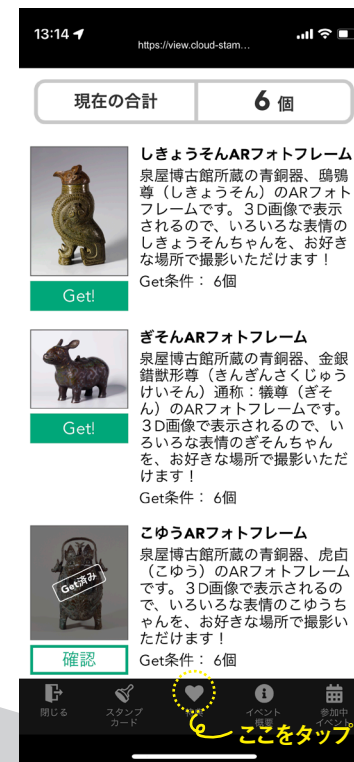 13:14
https://view.cloud-stam...
現在の合計
6 個
しきょうそんARフォトフレーム
泉屋博古館所蔵の青銅器、鴟鴞
尊（しきょうそん）のARフォト
フレームです。３D画像で表示
されるので、いろいろな表情の
しきょうそんちゃんを、お好き
な場所で撮影いただけます！
Get条件： 6個
Get!
ぎそんARフォトフレーム
泉屋博古館所蔵の青銅器、金銀
錯獣形尊（きんぎんさくじゅう
けいそん）通称：犠尊（ぎそ
ん）のARフォトフレームです。
３D画像で表示されるので、い
ろいろな表情のぎそんちゃん
を、お好きな場所で撮影いただ
けます！
Get条件： 6個
Get!
こゆうARフォトフレーム
泉屋博古館所蔵の青銅器、虎卣
（こゆう）のARフォトフレーム
です。３D画像で表示されるの
で、いろいろな表情のこゆうち
ゃんを、お好きな場所で撮影い
ただけます！
Get条件： 6個
Get済み
確認
閉じる
スタンプ
カード
イベント
概要
参加中
イベント
ここをタップ